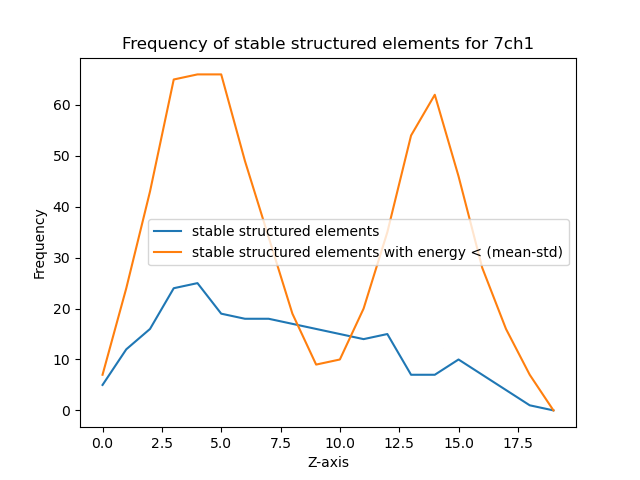 Frequency of stable structured elements for 7ch1
60
50
40
30
20
10
0
Frequency
stable structured elements
stable structured elements with energy < (mean-std)
0.0 2.5 5.0 7.5 10.0 12.5 15.0 17.5
Z-axis